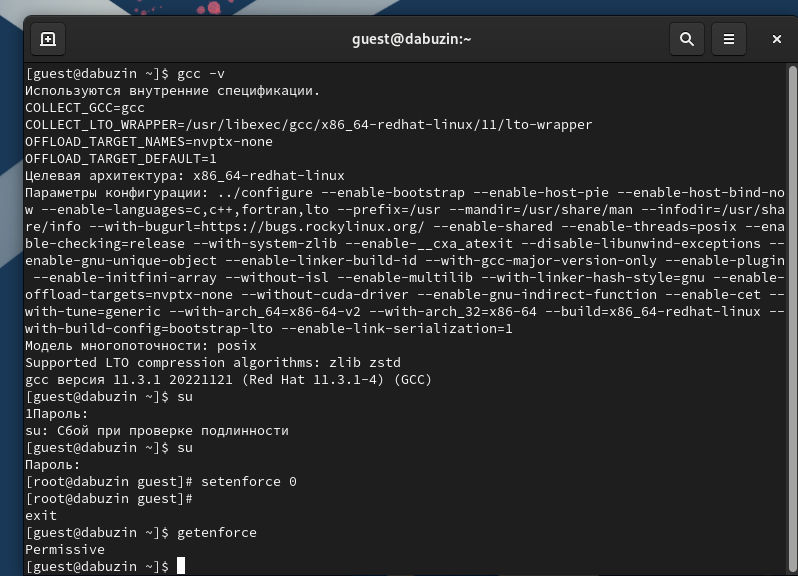 guest@dabuzin:~
[guest@dabuzin ~]$ gcc -v
Используются внутренние спецификации.
COLLECT_GCC=gcc
COLLECT_LTO_WRAPPER=/usr/libexec/gcc/x86_64-redhat-linux/11/lto-wrapper
OFFLOAD_TARGET_NAMES=nvptx-none
OFFLOAD_TARGET_DEFAULT=1
Целевая архитектура: x86_64-redhat-linux
Параметры конфигурации: ../configure --enable-bootstrap --enable-host-pie --enable-host-bind-no
w --enable-languages=c,c++,fortran,lto --prefix=/usr --mandir=/usr/share/man --infodir=/usr/sha
re/info --with-bugurl=https://bugs.rockylinux.org/ --enable-shared --enable-threads=posix --ena
ble-checking=release --with-system-zlib --enable-__cxa_atexit --disable-libunwind-exceptions --
enable-gnu-unique-object --enable-linker-build-id --with-gcc-major-version-only --enable-plugin
 --enable-initfini-array --without-isl --enable-multilib --with-linker-hash-style=gnu --enable-
offload-targets=nvptx-none --without-cuda-driver --enable-gnu-indirect-function --enable-cet --
with-tune=generic --with-arch_64=x86-64-v2 --with-arch_32=x86-64 --build=x86_64-redhat-linux --
with-build-config=bootstrap-lto --enable-link-serialization=1
Модель многопоточности: posix
Supported LTO compression algorithms: zlib zstd
gcc версия 11.3.1 20221121 (Red Hat 11.3.1-4) (GCC)
[guest@dabuzin ~]$ su
lПароль:
su: Сбой при проверке подлинности
[guest@dabuzin ~]$ su
Пароль:
[root@dabuzin guest]# setenforce 0
[root@dabuzin guest]#
exit
[guest@dabuzin ~]$ getenforce
Permissive
[guest@dabuzin ~]$